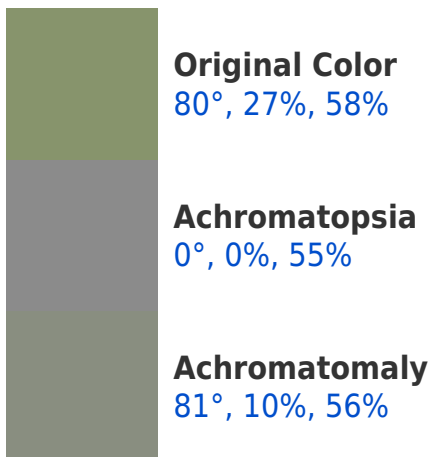 Original Color
80°, 27%, 58%
Achromatopsia
0°, 0%, 55%
Achromatomaly
81°, 10%, 56%